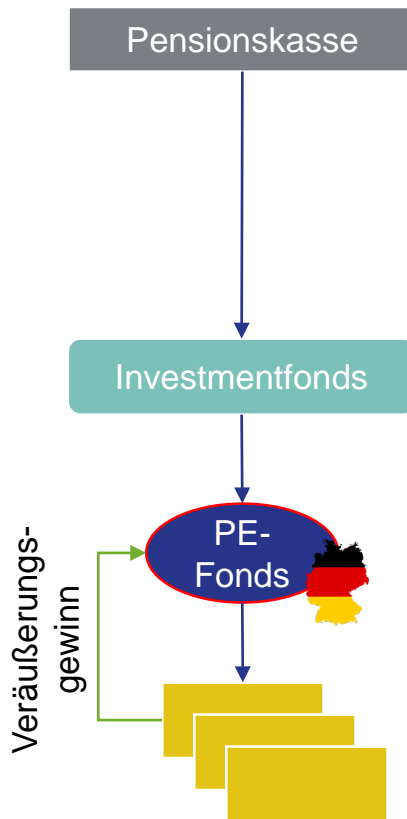 Pensionskasse
Investmentfonds
PE-
Fonds
Veräußerungs-
gewinn